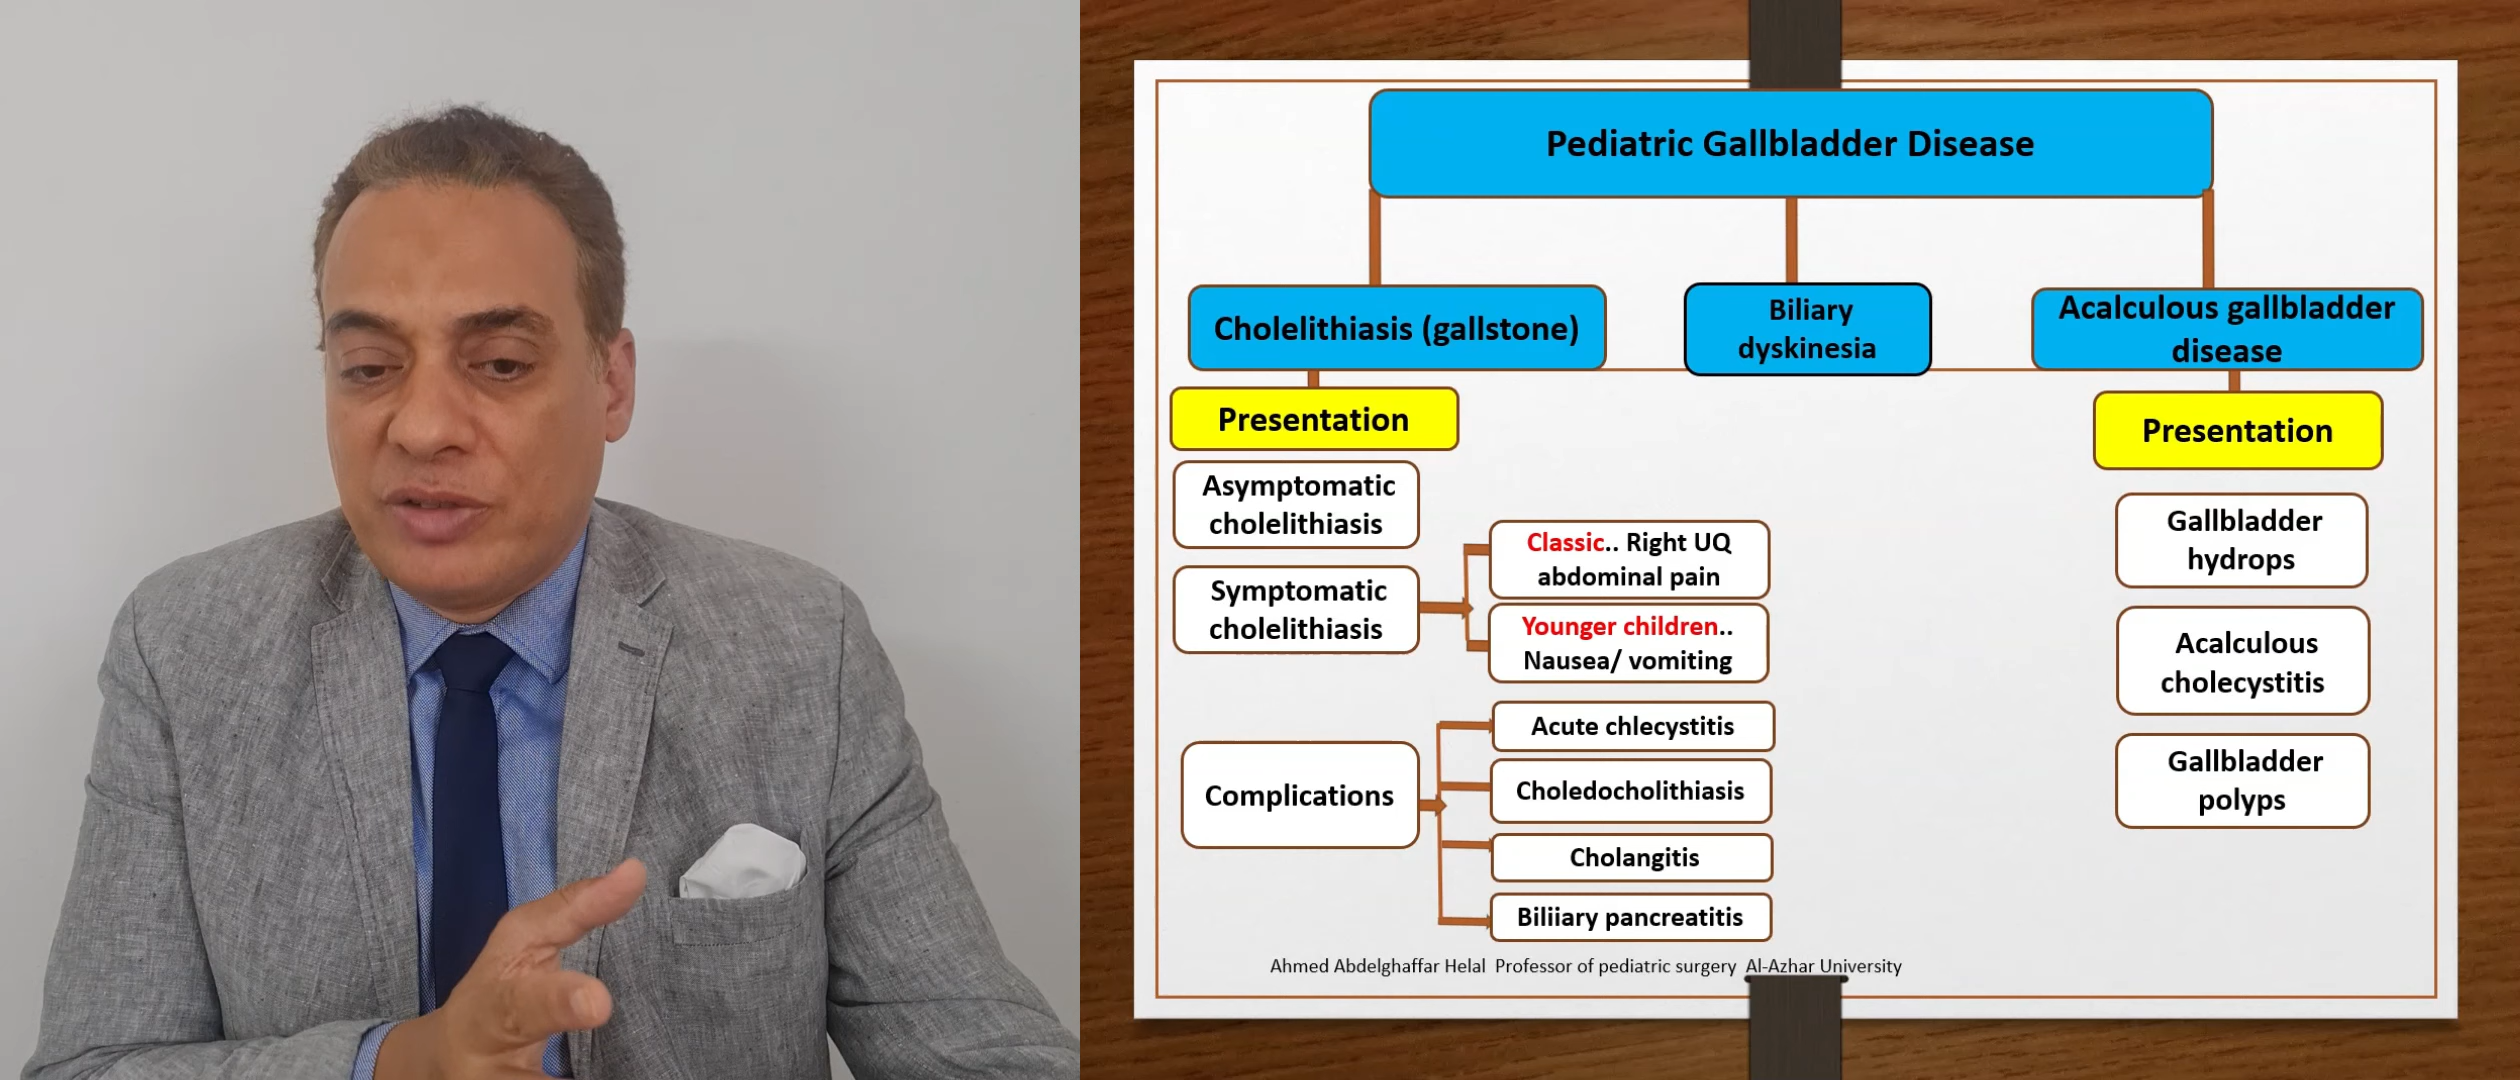 Pediatric Gallbladder Disease
Cholelithiasis (gallstone)
Biliary
dyskinesia
Acalculous gallbladder
disease
Presentation
Asymptomatic
cholelithiasis
Symptomatic
cholelithiasis
Classic.. Right UQ
abdominal pain
Younger children..
Nausea/ vomiting
Complications
Acute chlecystitis
Choledocholithiasis
Cholangitis
Biliiary pancreatitis
Presentation
Gallbladder
hydrops
Acalculous
cholecystitis
Gallbladder
polyps
Ahmed Abdelghaffar Helal Professor of pediatric surgery Al-Azhar University